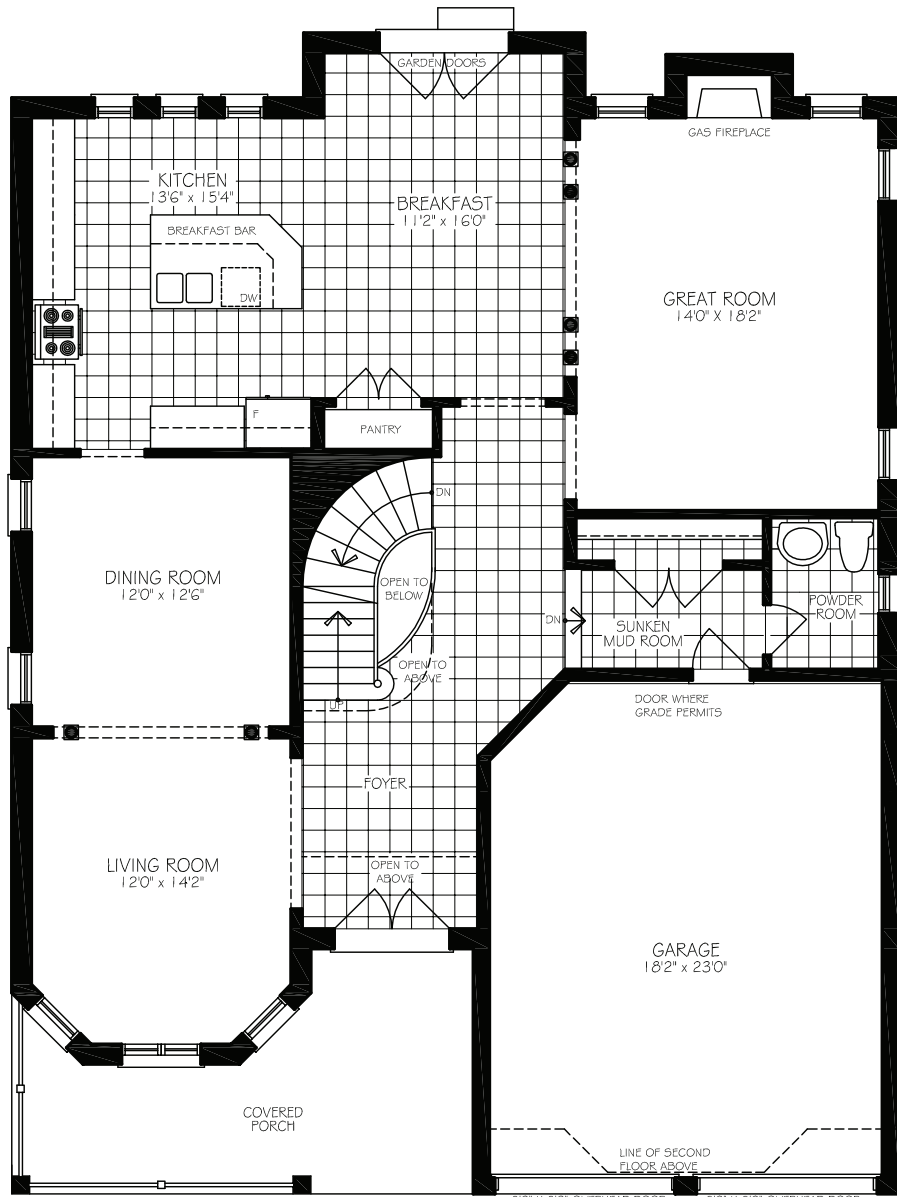 GARDEN DOORS
GAS FIREPLACE
KITCHEN
13'6" x 15'4"
BREAKFAST
11'2" x 16'0"
BREAKFAST BAR
DW
GREAT ROOM
14'0" X 18'2"
F
PANTRY
DN
DINING ROOM
12'0" x 12'6"
OPEN TO
BELOW
POWDER
ROOM
DN
SUNKEN
MUD ROOM
OPEN TO
ABOVE
UP
DOOR WHERE
GRADE PERMITS
FOYER
LIVING ROOM
12'0" x 14'2"
OPEN TO
ABOVE
GARAGE
18'2" x 23'0"
COVERED
PORCH
LINE OF SECOND
FLOOR ABOVE